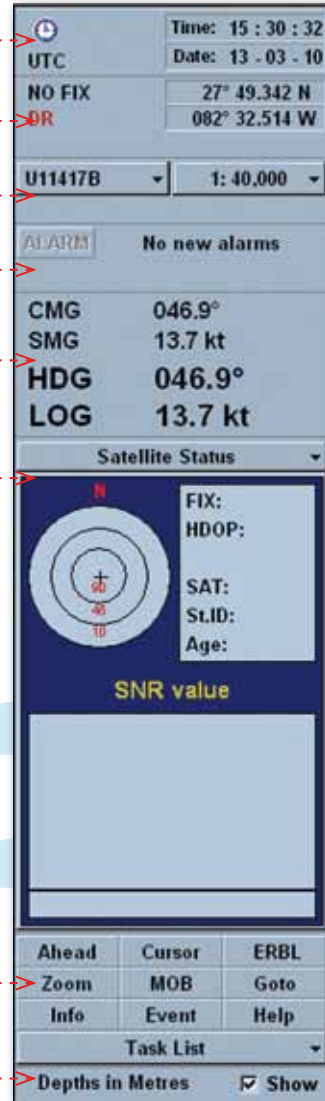 Time: 15 : 30 : 32
UTC Date: 13 - 03 - 10
NO FIX 27° 49.342 N
DR 082° 32.514 W
U11417B 1: 40,000
ALARM No new alarms
CMG 046.9°
SMG 13.7 kt
HDG 046.9°
LOG 13.7 kt
Satellite Status
N
FIX:
HDOP:
90
45
10
SAT:
St.ID:
Age:
SNR value
Ahead Cursor ERBL
Zoom MOB Goto
Info Event Help
Task List
Depths in Metres Show